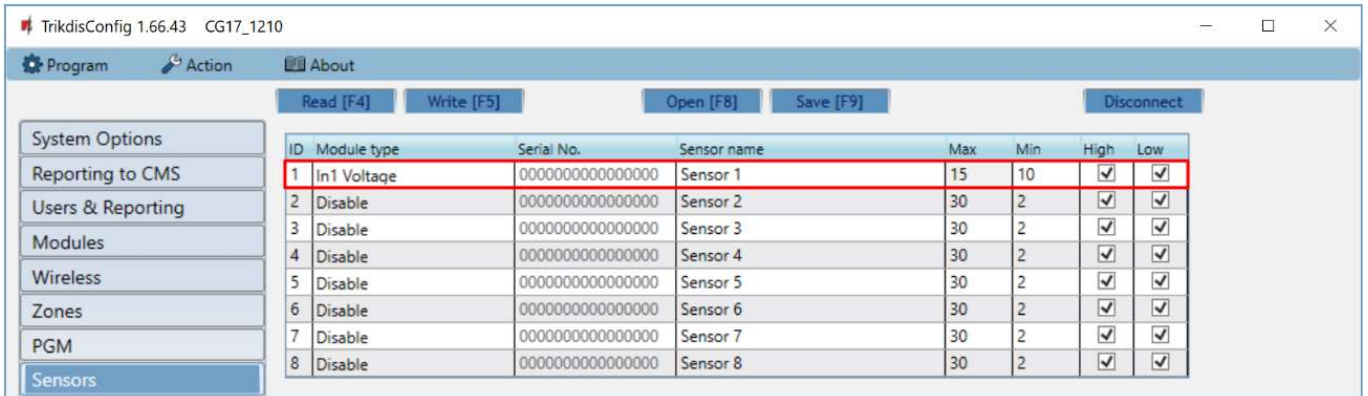 TrikdisConfig 1.66.43 CG17_1210
Program Action About
Read [F4] Write [F5] Open [F8] Save [F9] Disconnect
System Options
Reporting to CMS
Users & Reporting
Modules
Wireless
Zones
PGM
Sensors
ID Module type Serial No. Sensor name Max Min High Low
1 In1 Voltage 0000000000000000 Sensor 1 15 10
2 Disable 0000000000000000 Sensor 2 30 2
3 Disable 0000000000000000 Sensor 3 30 2
4 Disable 0000000000000000 Sensor 4 30 2
5 Disable 0000000000000000 Sensor 5 30 2
6 Disable 0000000000000000 Sensor 6 30 2
7 Disable 0000000000000000 Sensor 7 30 2
8 Disable 0000000000000000 Sensor 8 30 2